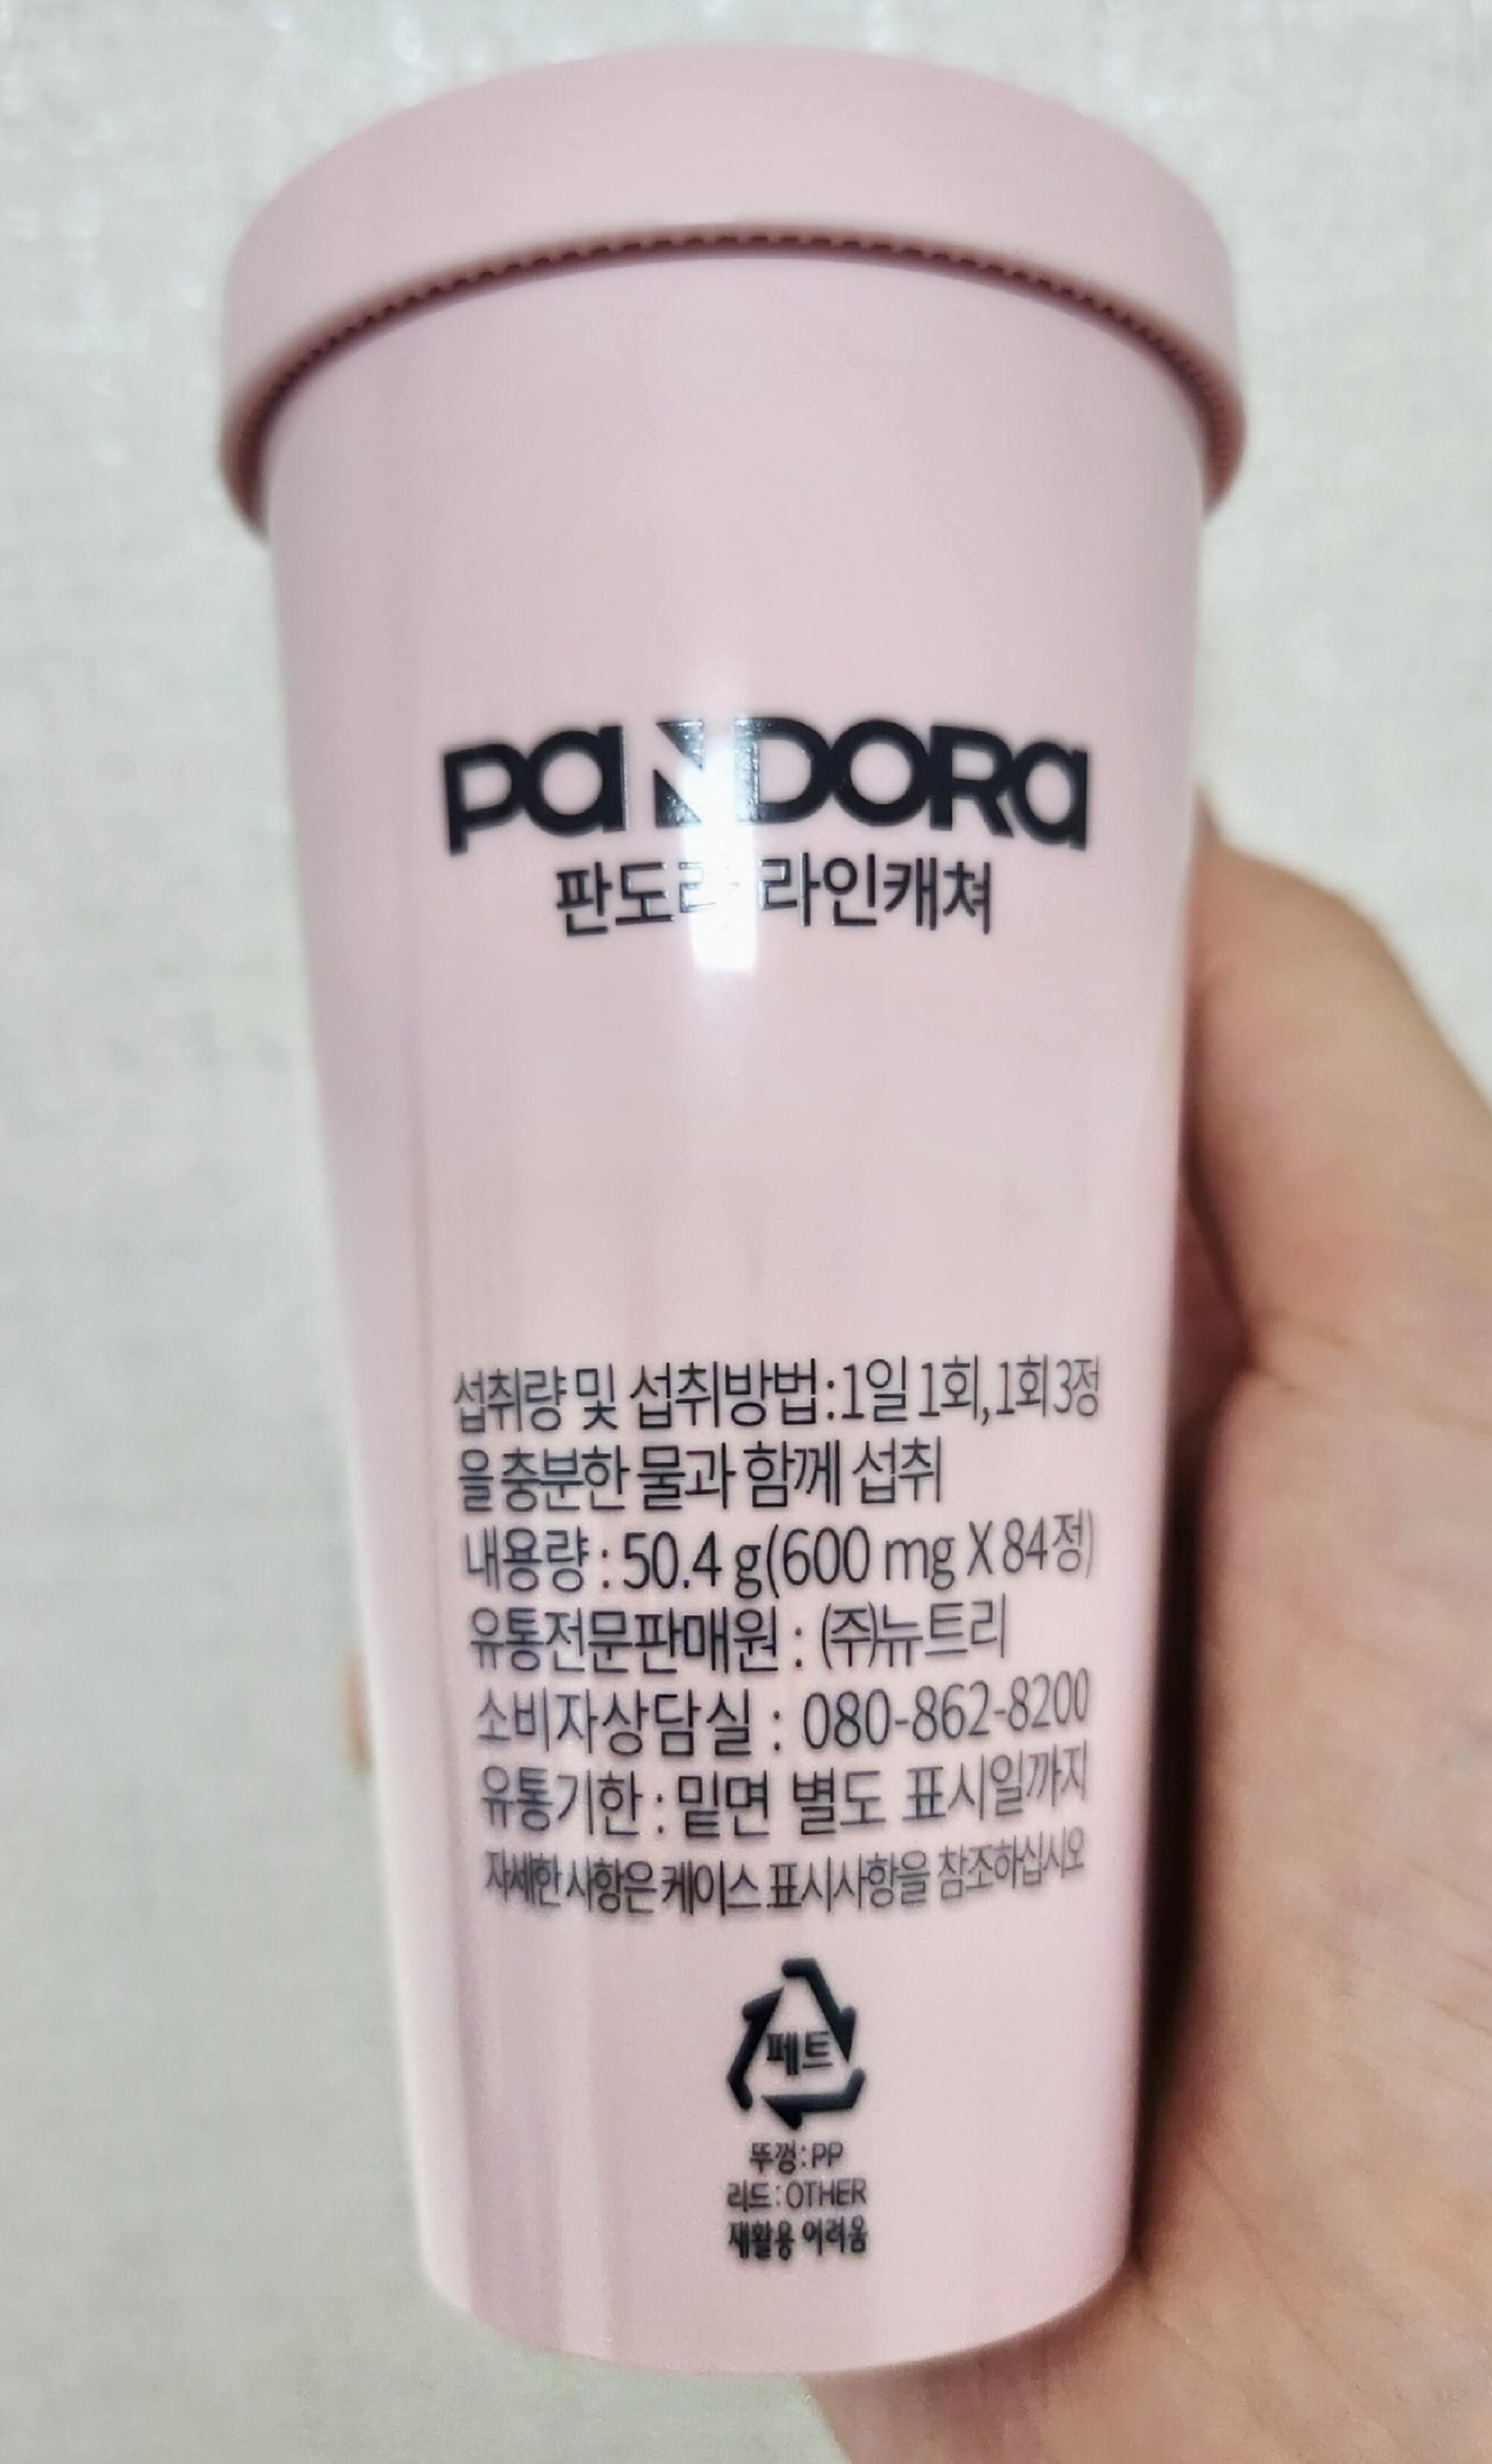 PANDORA
판도라 라인캐쳐
섭취량 및 섭취방법:1일 1회, 1회 3정
을 충분한 물과 함께 섭취
내용량 : 50.4 g(600 mg X 84정)
유통전문판매원 : (주)뉴트리
소비자상담실 : 080-862-8200
유통기한 : 밑면 별도 표시일까지
자세한 사항은 케이스 표시사항을 참조하십시오
페트
뚜껑:PP
리드:OTHER
재활용 어려움